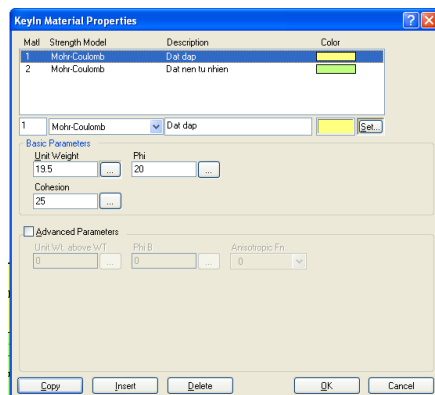 KeyIn Material Properties
Matl Strength Model Description Color
1 Mohr-Coulomb Dat dap
2 Mohr-Coulomb Dat nen tu nhien
1 Mohr-Coulomb Dat dap Set...
Basic Parameters
Unit Weight Phi
19.5 ... 20 ...
Cohesion
25 ...
Advanced Parameters
Unit Wt. above WT Phi B Anisotropic Fn
0 ... 0 ... 0
Copy Insert Delete OK Cancel